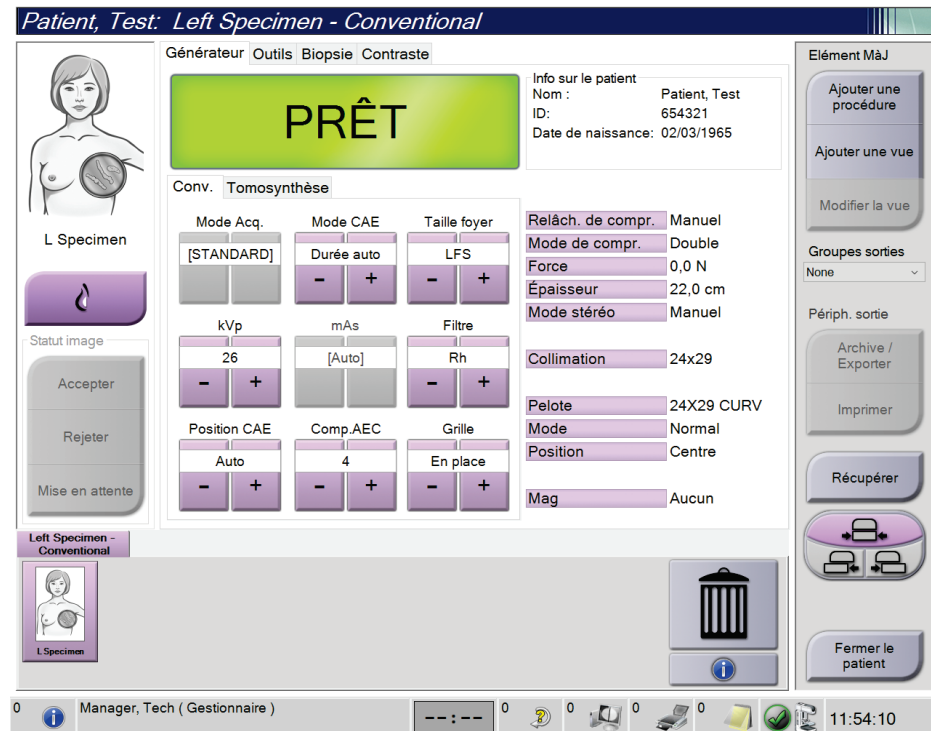 Patient, Test: Left Specimen - Conventional
L Specimen
Statut image
Accepter
Rejeter
Mise en attente
Générateur Outils Biopsie Contraste
PRÊT
Info sur le patient
Nom : Patient, Test
ID: 654321
Date de naissance: 02/03/1965
Conv. Tomosynthèse
Mode Acq. Mode CAE Taille foyer
[STANDARD] Durée auto LFS
- + - +
kVp mAs Filtre
26 [Auto] Rh
- + - +
Position CAE Comp.AEC Grille
Auto 4 En place
- + - + - +
Relâch. de compr. Manuel
Mode de compr. Double
Force 0,0 N
Épaisseur 22,0 cm
Mode stéréo Manuel
Collimation 24x29
Pelote 24X29 CURV
Mode Normal
Position Centre
Mag Aucun
Elément MàJ
Ajouter une
procédure
Ajouter une vue
Modifier la vue
Groupes sorties
None
Périph. sortie
Archive /
Exporter
Imprimer
Récupérer
Fermer le
patient
Left Specimen -
Conventional
L Specimen
0 Manager, Tech ( Gestionnaire ) --:-- 0 0 0 0 11:54:10